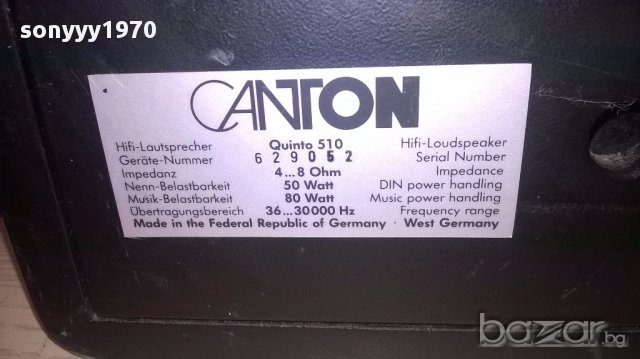 sonyyy1970
CANTON
Hifi-Lautsprecher Quinto 510 Hifi-Loudspeaker
Geräte-Nummer 629052 Serial Number
Impedanz 4...8 Ohm Impedance
Nenn-Belastbarkeit 50 Watt DIN power handling
Musik-Belastbarkeit 80 Watt Music power handling
Übertragungsbereich 36...30000 Hz Frequency range
Made in the Federal Republic of Germany · West Germany
bazar.bg